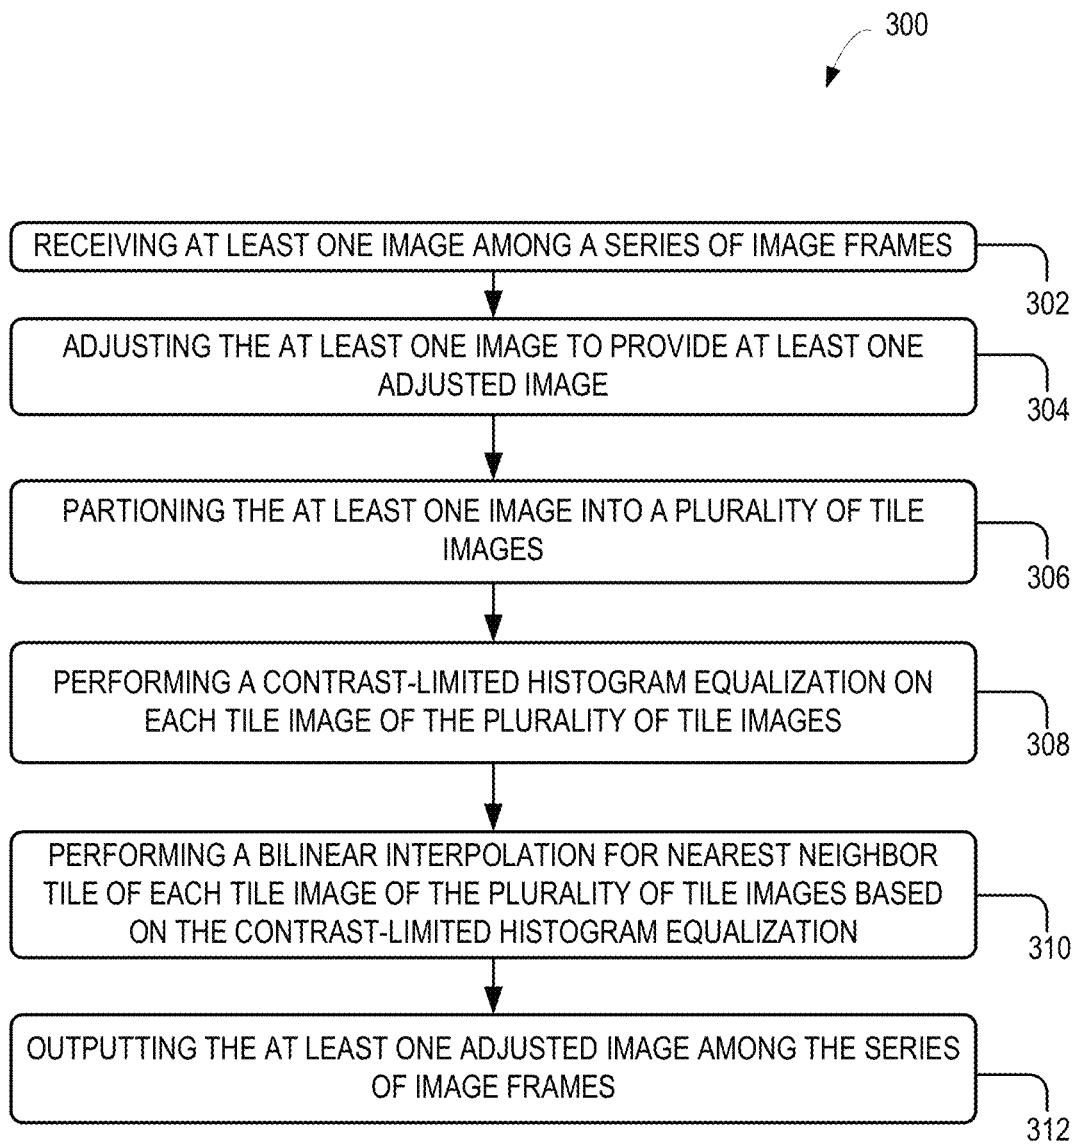 300
RECEIVING AT LEAST ONE IMAGE AMONG A SERIES OF IMAGE FRAMES
302
ADJUSTING THE AT LEAST ONE IMAGE TO PROVIDE AT LEAST ONE
ADJUSTED IMAGE
304
PARTIONING THE AT LEAST ONE IMAGE INTO A PLURALITY OF TILE
IMAGES
306
PERFORMING A CONTRAST-LIMITED HISTOGRAM EQUALIZATION ON
EACH TILE IMAGE OF THE PLURALITY OF TILE IMAGES
308
PERFORMING A BILINEAR INTERPOLATION FOR NEAREST NEIGHBOR
TILE OF EACH TILE IMAGE OF THE PLURALITY OF TILE IMAGES BASED
ON THE CONTRAST-LIMITED HISTOGRAM EQUALIZATION
310
OUTPUTTING THE AT LEAST ONE ADJUSTED IMAGE AMONG THE SERIES
OF IMAGE FRAMES
312